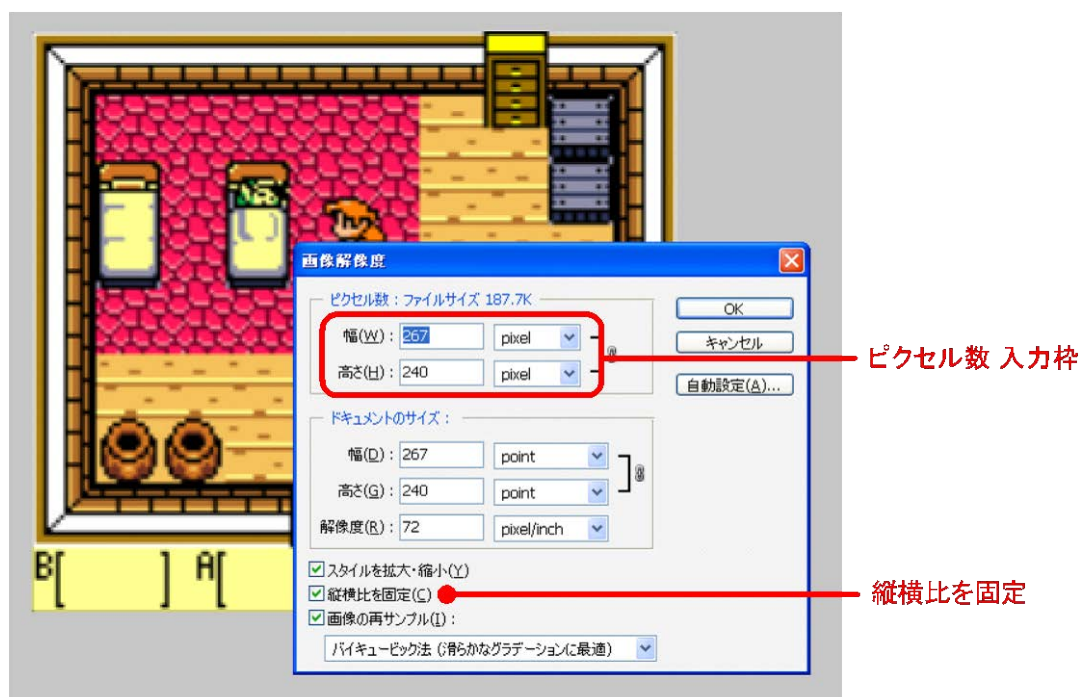 画像解像度
ピクセル数：ファイルサイズ 187.7K
幅(W)： 267 pixel
高さ(H)： 240 pixel
OK
キャンセル
自動設定(A)...
ピクセル数 入力枠
ドキュメントのサイズ：
幅(D)： 267 point
高さ(G)： 240 point
解像度(R)： 72 pixel/inch
スタイルを拡大・縮小(Y)
縦横比を固定(C)
縦横比を固定
画像の再サンプル(I)：
バイキュービック法 (滑らかなグラデーションに最適)
B[ ] A[